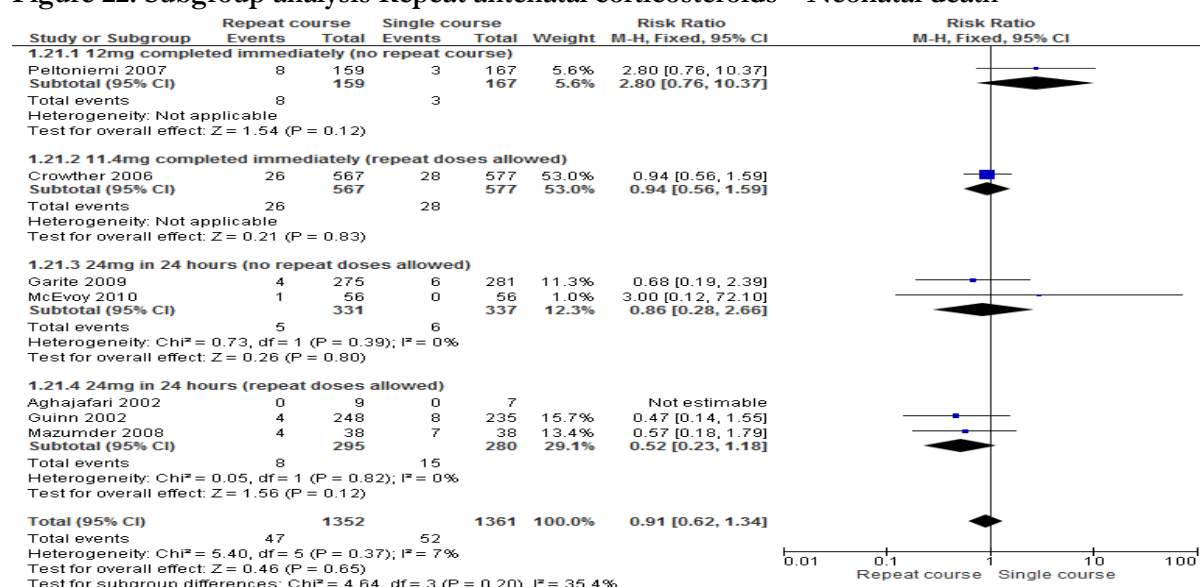 Figure 22. Subgroup analysis Repeat antenatal corticosteroids – Neonatal death
Repeat course Single course Risk Ratio Risk Ratio
Study or Subgroup Events Total Events Total Weight M-H, Fixed, 95% CI M-H, Fixed, 95% CI
1.21.1 12mg completed immediately (no repeat course)
Peltoniemi 2007 8 159 3 167 5.6% 2.80 [0.76, 10.37]
Subtotal (95% CI) 159 167 5.6% 2.80 [0.76, 10.37]
Total events 8 3
Heterogeneity: Not applicable
Test for overall effect: Z = 1.54 (P = 0.12)
1.21.2 11.4mg completed immediately (repeat doses allowed)
Crowther 2006 26 567 28 577 53.0% 0.94 [0.56, 1.59]
Subtotal (95% CI) 567 577 53.0% 0.94 [0.56, 1.59]
Total events 26 28
Heterogeneity: Not applicable
Test for overall effect: Z = 0.21 (P = 0.83)
1.21.3 24mg in 24 hours (no repeat doses allowed)
Garite 2009 4 275 6 281 11.3% 0.68 [0.19, 2.39]
McEvoy 2010 1 56 0 56 1.0% 3.00 [0.12, 72.10]
Subtotal (95% CI) 331 337 12.3% 0.86 [0.28, 2.66]
Total events 5 6
Heterogeneity: Chi² = 0.73, df = 1 (P = 0.39); I² = 0%
Test for overall effect: Z = 0.26 (P = 0.80)
1.21.4 24mg in 24 hours (repeat doses allowed)
Aghajafari 2002 0 9 0 7 Not estimable
Guinn 2002 4 248 8 235 15.7% 0.47 [0.14, 1.55]
Mazumder 2008 4 38 7 38 13.4% 0.57 [0.18, 1.79]
Subtotal (95% CI) 295 280 29.1% 0.52 [0.23, 1.18]
Total events 8 15
Heterogeneity: Chi² = 0.05, df = 1 (P = 0.82); I² = 0%
Test for overall effect: Z = 1.56 (P = 0.12)
Total (95% CI) 1352 1361 100.0% 0.91 [0.62, 1.34]
Total events 47 52
Heterogeneity: Chi² = 5.40, df = 5 (P = 0.37); I² = 7%
Test for overall effect: Z = 0.46 (P = 0.65)
Test for subgroup differences: Chi² = 4.64, df = 3 (P = 0.20), I² = 35.4%
0.01 0.1 1 10 100
Repeat course Single course